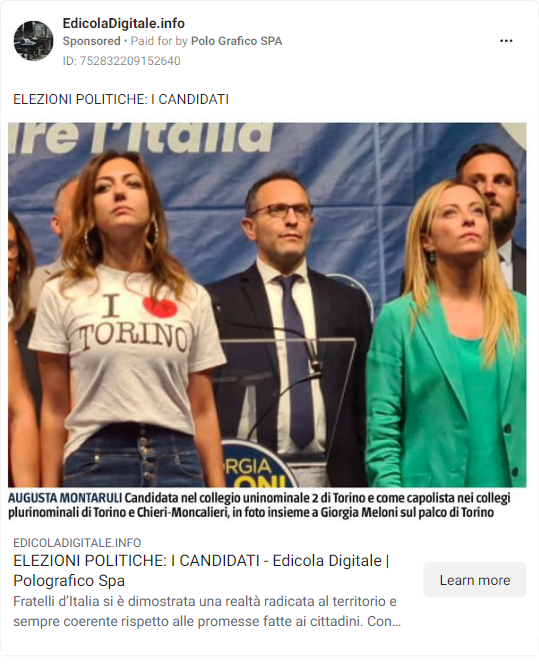 EdicolaDigitale.info
Sponsored • Paid for by Polo Grafico SPA
ID: 752832209152640
ELEZIONI POLITICHE: I CANDIDATI
re l'Italia
I
TORINO
RGIA
ONI
AUGUSTA MONTARULI Candidata nel collegio uninominale 2 di Torino e come capolista nei collegi
plurinominali di Torino e Chieri-Moncalieri, in foto insieme a Giorgia Meloni sul palco di Torino
EDICOLADIGITALE.INFO
ELEZIONI POLITICHE: I CANDIDATI - Edicola Digitale |
Polografico Spa
Learn more
Fratelli d'Italia si è dimostrata una realtà radicata al territorio e
sempre coerente rispetto alle promesse fatte ai cittadini. Con...